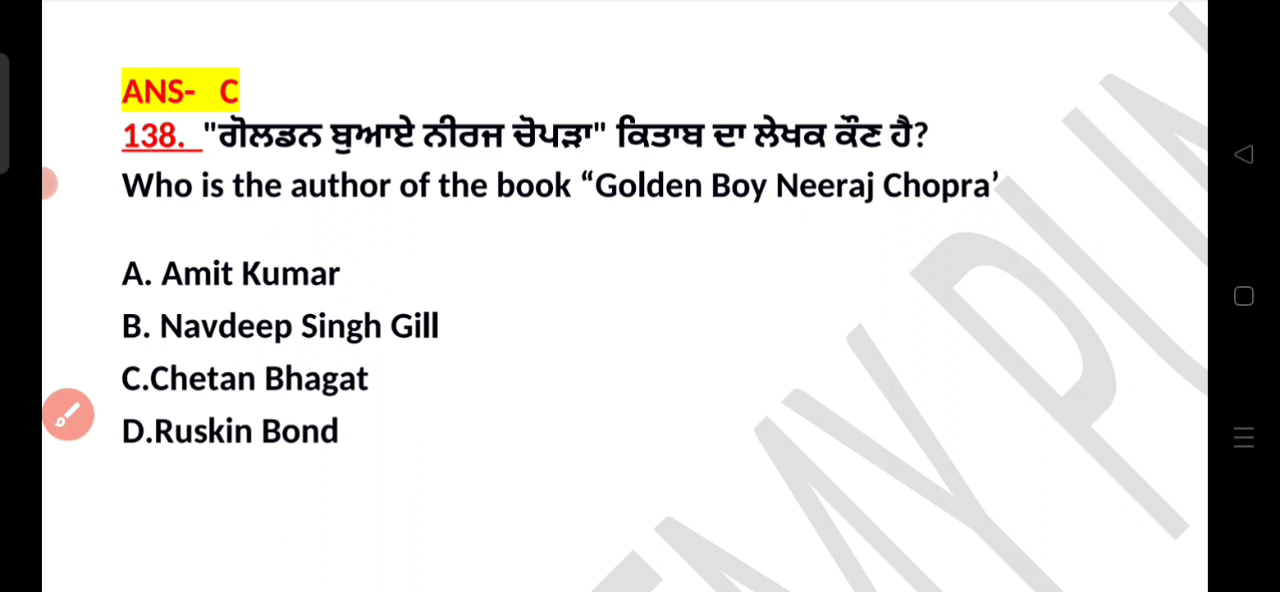 ANS- C
138. "ਗੋਲਡਨ ਬੁਆਏ ਨੀਰਜ ਚੋਪੜਾ" ਕਿਤਾਬ ਦਾ ਲੇਖਕ ਕੌਣ ਹੈ?
Who is the author of the book “Golden Boy Neeraj Chopra’
A. Amit Kumar
B. Navdeep Singh Gill
C.Chetan Bhagat
D.Ruskin Bond